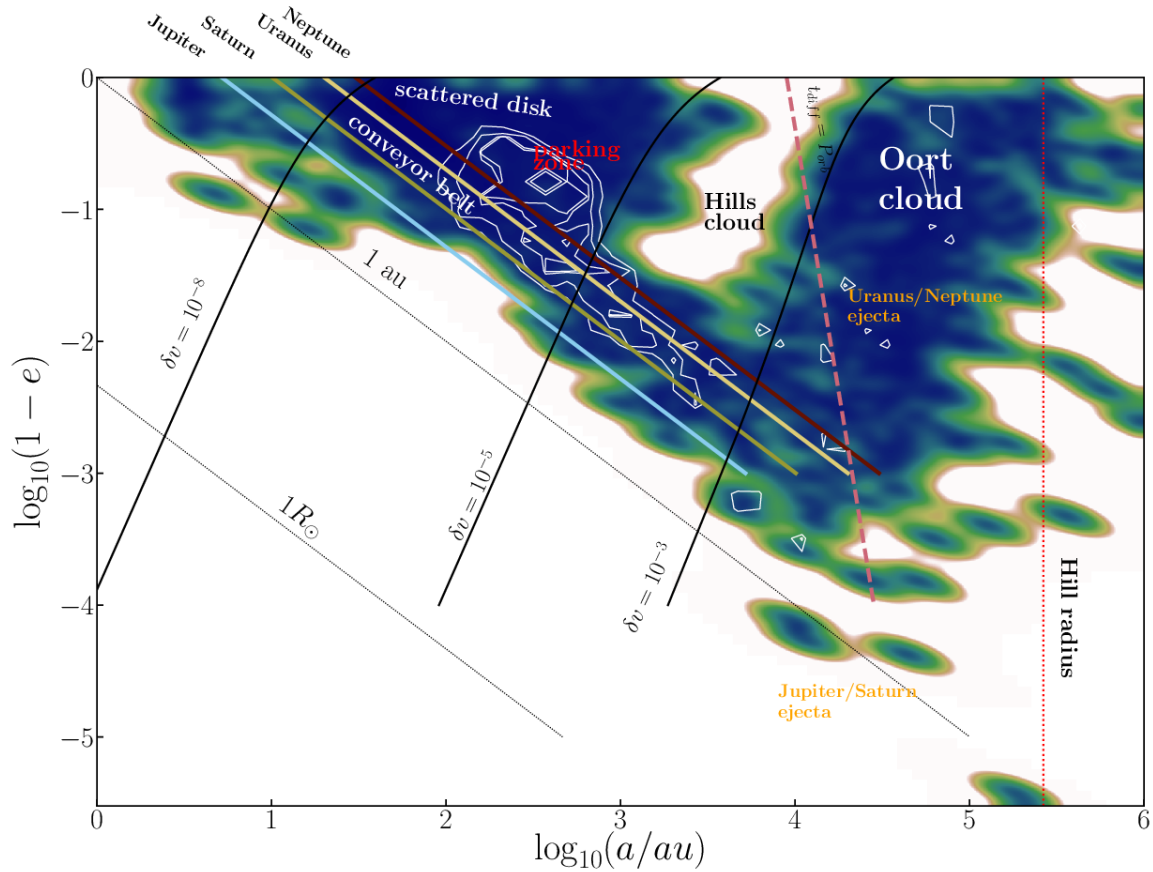 Jupiter
Saturn
Uranus
Neptune
scattered disk
conveyor belt
parking
zone
Hills
cloud
t_diff = P_orb
Oort
cloud
Uranus/Neptune
ejecta
1 au
δv = 10⁻⁸
δv = 10⁻⁵
δv = 10⁻³
1R☉
Hill radius
Jupiter/Saturn
ejecta
log₁₀(1 − e)
0
−1
−2
−3
−4
−5
0
1
2
3
4
5
6
log₁₀(a/au)